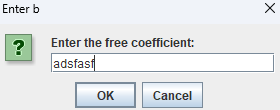 Enter b
Enter the free coefficient:
adsfasf
OK Cancel